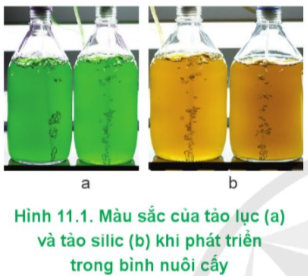 a b
Hình 11.1. Màu sắc của tảo lục (a)
và tảo silic (b) khi phát triển
trong bình nuôi cấy